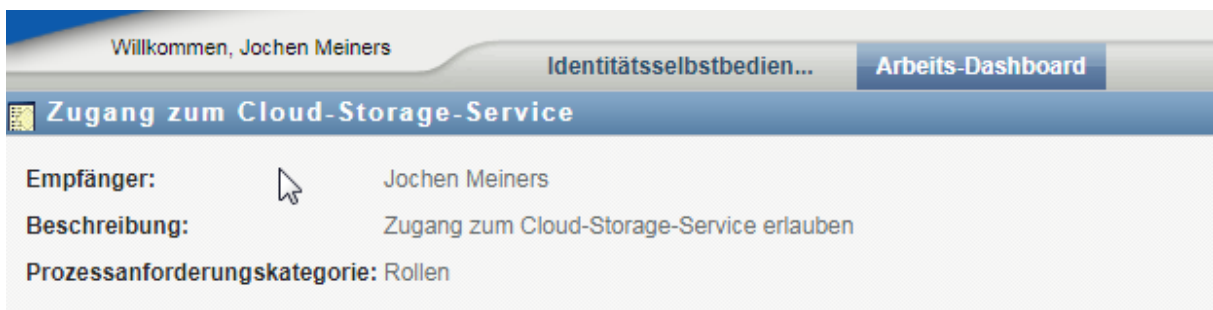 Willkommen, Jochen Meiners
Identitätsselbstbedien... Arbeits-Dashboard
Zugang zum Cloud-Storage-Service
Empfänger: Jochen Meiners
Beschreibung: Zugang zum Cloud-Storage-Service erlauben
Prozessanforderungskategorie: Rollen